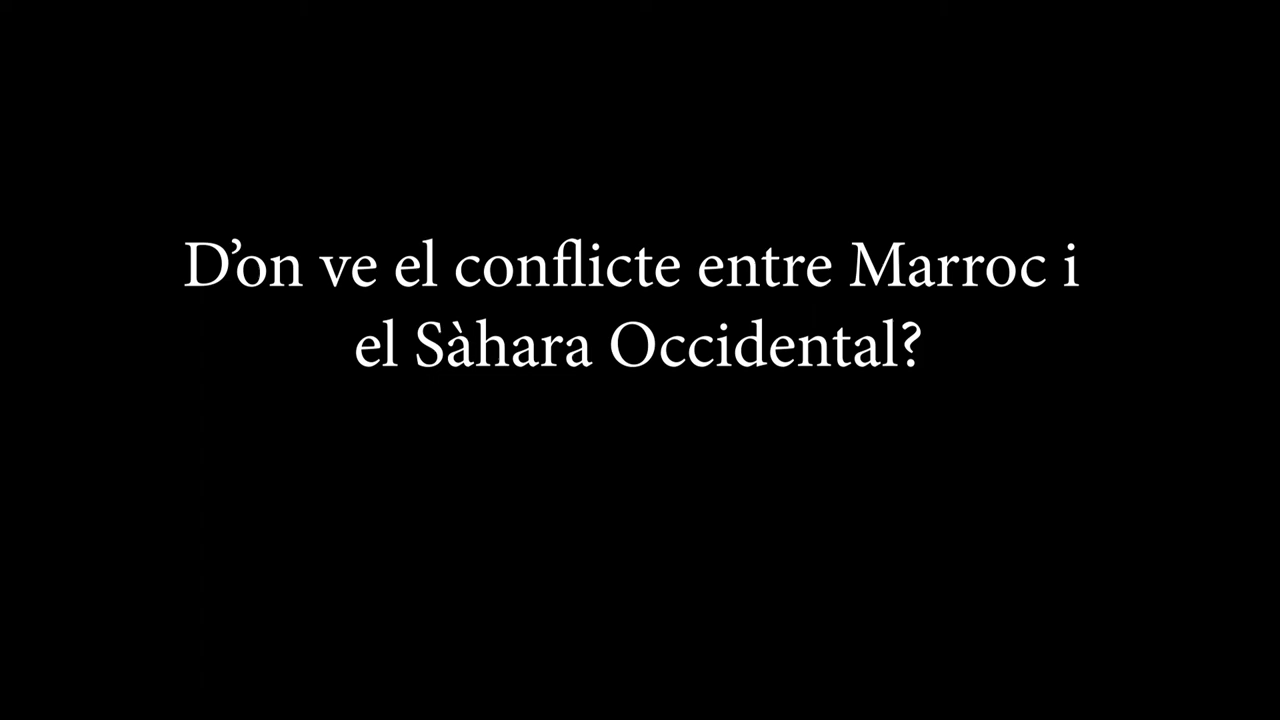 D’on ve el conflicte entre Marroc i
el Sàhara Occidental?